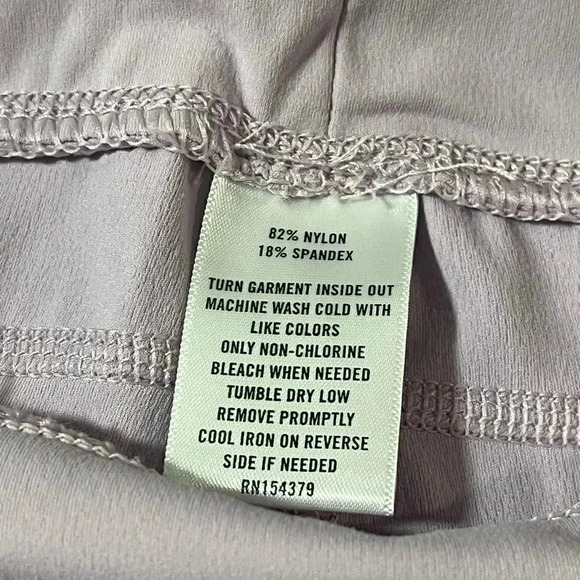 82% NYLON
18% SPANDEX
TURN GARMENT INSIDE OUT
MACHINE WASH COLD WITH
LIKE COLORS
ONLY NON-CHLORINE
BLEACH WHEN NEEDED
TUMBLE DRY LOW
REMOVE PROMPTLY
COOL IRON ON REVERSE
SIDE IF NEEDED
RN154379